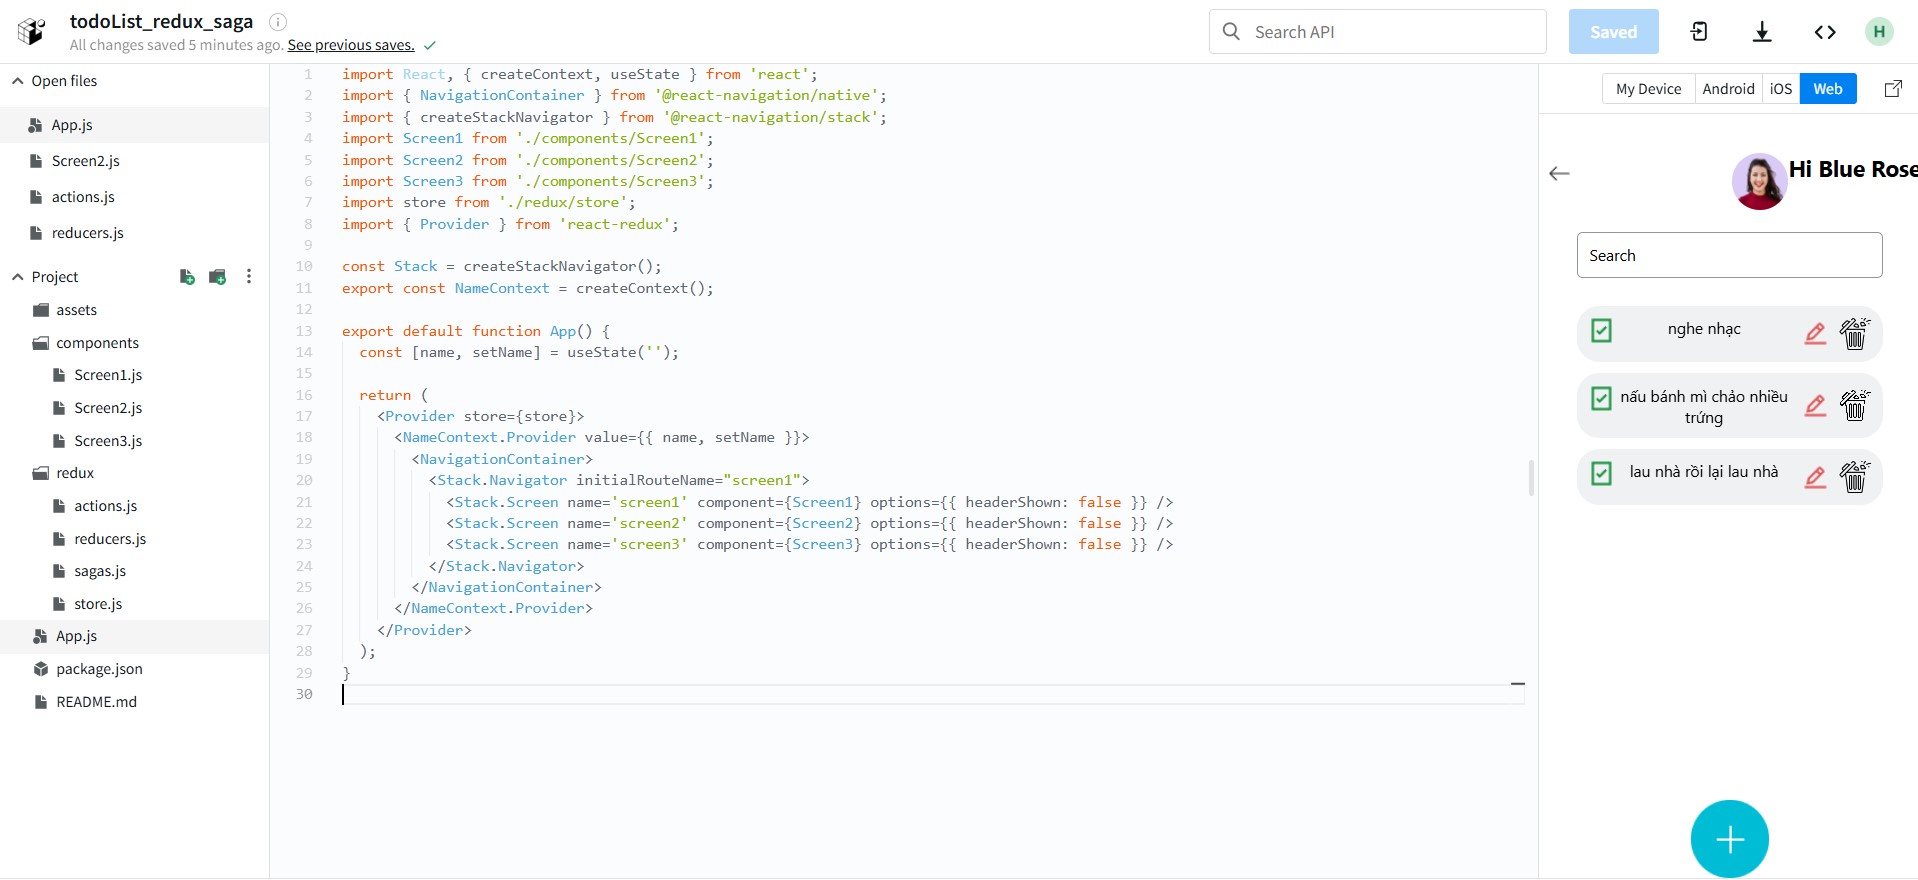 todoList_redux_saga
All changes saved 5 minutes ago. See previous saves.
Search API
Saved
H
Open files
App.js
Screen2.js
actions.js
reducers.js
Project
assets
components
Screen1.js
Screen2.js
Screen3.js
redux
actions.js
reducers.js
sagas.js
store.js
App.js
package.json
README.md
1 import React, { createContext, useState } from 'react';
2 import { NavigationContainer } from '@react-navigation/native';
3 import { createStackNavigator } from '@react-navigation/stack';
4 import Screen1 from './components/Screen1';
5 import Screen2 from './components/Screen2';
6 import Screen3 from './components/Screen3';
7 import store from './redux/store';
8 import { Provider } from 'react-redux';
9
10 const Stack = createStackNavigator();
11 export const NameContext = createContext();
12
13 export default function App() {
14 const [name, setName] = useState('');
15
16 return (
17 <Provider store={store}>
18 <NameContext.Provider value={{ name, setName }}>
19 <NavigationContainer>
20 <Stack.Navigator initialRouteName="screen1">
21 <Stack.Screen name='screen1' component={Screen1} options={{ headerShown: false }} />
22 <Stack.Screen name='screen2' component={Screen2} options={{ headerShown: false }} />
23 <Stack.Screen name='screen3' component={Screen3} options={{ headerShown: false }} />
24 </Stack.Navigator>
25 </NavigationContainer>
26 </NameContext.Provider>
27 </Provider>
28 );
29 }
30
My Device Android iOS Web
Hi Blue Rose
Search
nghe nhạc
nấu bánh mì chảo nhiều
trứng
lau nhà rồi lại lau nhà